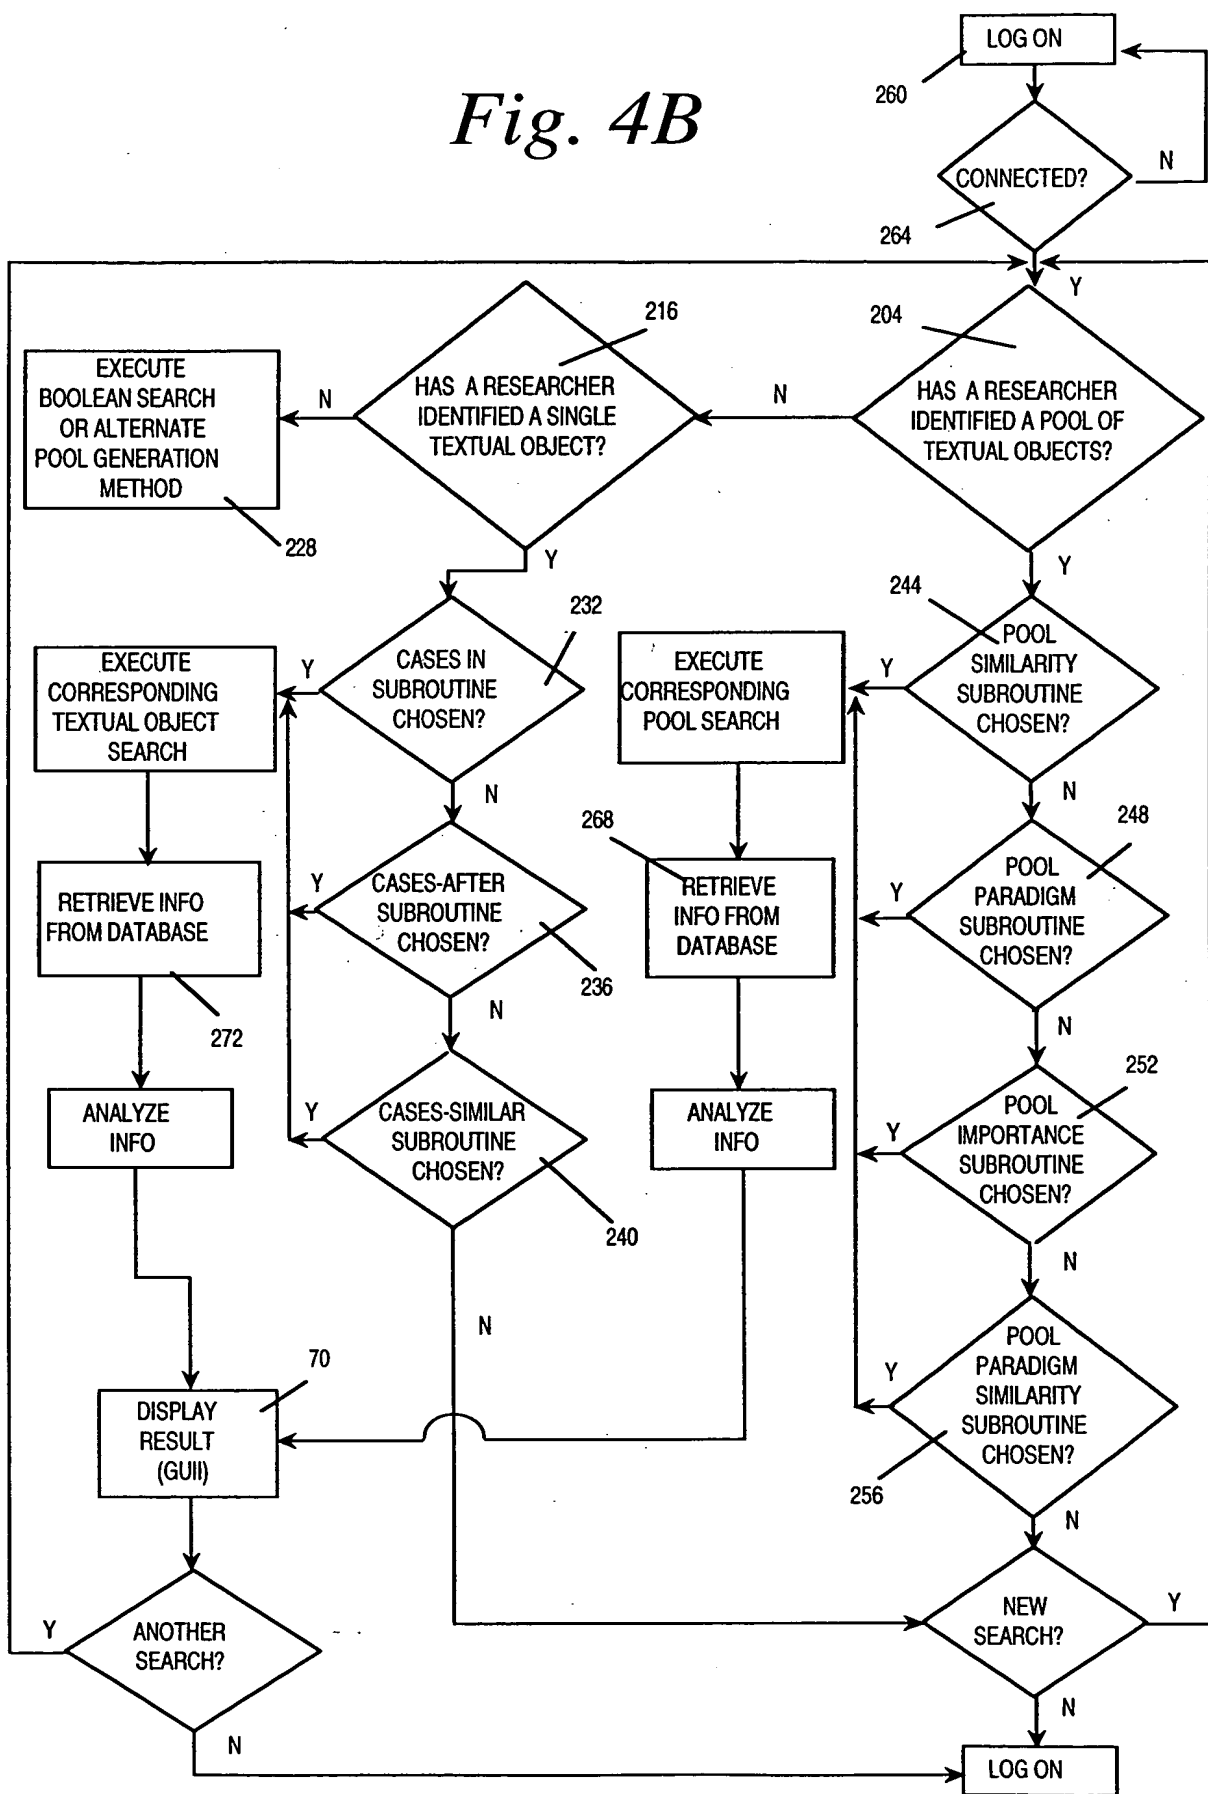 Fig. 4B
LOG ON
260
CONNECTED?
N
264
Y
204
HAS A RESEARCHER
IDENTIFIED A POOL OF
TEXTUAL OBJECTS?
N
216
HAS A RESEARCHER
IDENTIFIED A SINGLE
TEXTUAL OBJECT?
N
EXECUTE
BOOLEAN SEARCH
OR ALTERNATE
POOL GENERATION
METHOD
228
Y
232
CASES IN
SUBROUTINE
CHOSEN?
Y
EXECUTE
CORRESPONDING
TEXTUAL OBJECT
SEARCH
N
CASES-AFTER
SUBROUTINE
CHOSEN?
Y
236
RETRIEVE INFO
FROM DATABASE
272
N
CASES-SIMILAR
SUBROUTINE
CHOSEN?
Y
240
ANALYZE
INFO
N
Y
244
POOL
SIMILARITY
SUBROUTINE
CHOSEN?
Y
EXECUTE
CORRESPONDING
POOL SEARCH
N
248
POOL
PARADIGM
SUBROUTINE
CHOSEN?
Y
268
RETRIEVE
INFO FROM
DATABASE
N
252
POOL
IMPORTANCE
SUBROUTINE
CHOSEN?
Y
ANALYZE
INFO
N
POOL
PARADIGM
SIMILARITY
SUBROUTINE
CHOSEN?
Y
256
70
DISPLAY
RESULT
(GUII)
N
NEW
SEARCH?
Y
ANOTHER
SEARCH?
Y
N
N
LOG ON